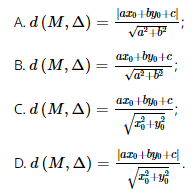 A. d (M, Δ) = |ax₀+by₀+c| / √(a²+b²);
B. d (M, Δ) = ax₀+by₀+c / √(a²+b²);
C. d (M, Δ) = ax₀+by₀+c / √(x₀²+y₀²);
D. d (M, Δ) = |ax₀+by₀+c| / √(x₀²+y₀²)